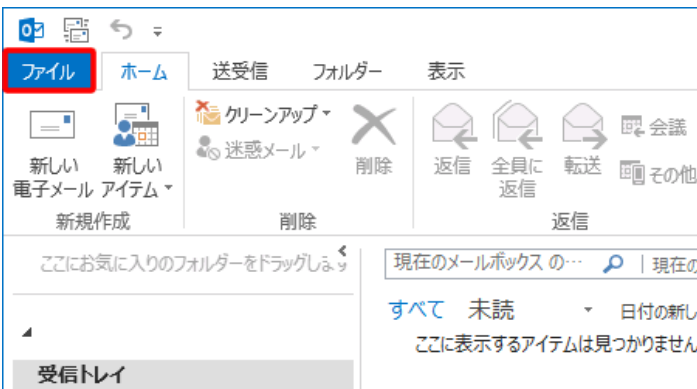 ファイル ホーム 送受信 フォルダー 表示
新しい 電子メール
新しい アイテム
クリーンアップ
迷惑メール
削除
返信
全員に 返信
転送
会議
その他
新規作成 削除 返信
ここにお気に入りのフォルダーをドラッグします
現在のメールボックス の… 現在の
すべて 未読 日付の新し
ここに表示するアイテムは見つかりません
受信トレイ